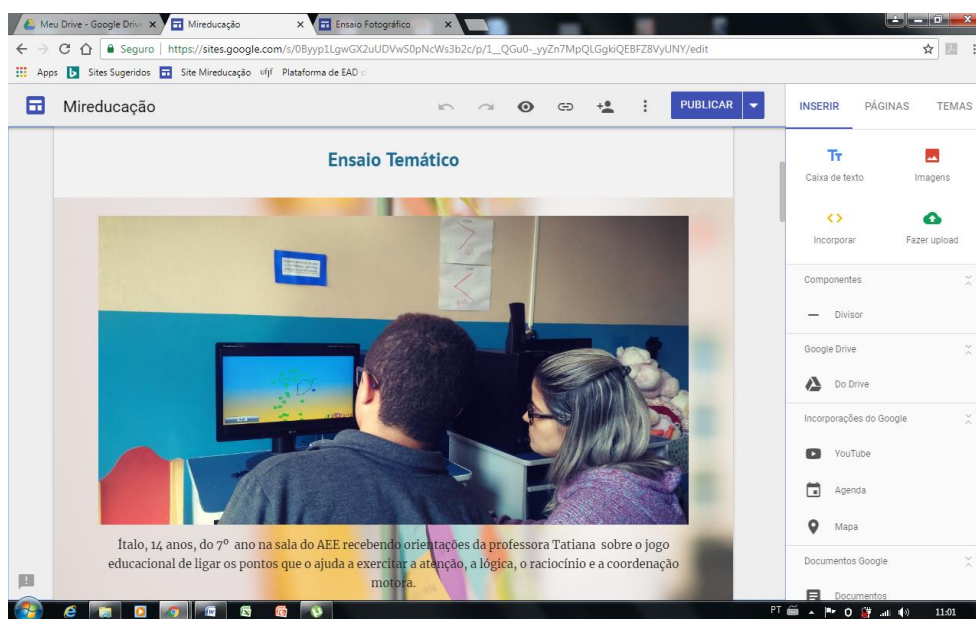 Meu Drive - Google Drive
Mireducação
Ensaio Fotográfico
Seguro | https://sites.google.com/s/0Byyp1LgwGX2uUDVwS0pNcWs3b2c/p/1__QGu0-_yyZn7MpQLGgkiQEBFZ8VyUNY/edit
Apps Sites Sugeridos Site Mireducação ufjf Plataforma de EAD
Mireducação
PUBLICAR
INSERIR PÁGINAS TEMAS
Ensaio Temático
Caixa de texto Imagens
Incorporar Fazer upload
Componentes
Divisor
Google Drive
Do Drive
Incorporações do Google
YouTube
Agenda
Mapa
Documentos Google
Documentos
Ítalo, 14 anos, do 7º ano na sala do AEE recebendo orientações da professora Tatiana sobre o jogo
educacional de ligar os pontos que o ajuda a exercitar a atenção, a lógica, o raciocínio e a coordenação
motora.
PT
11:01